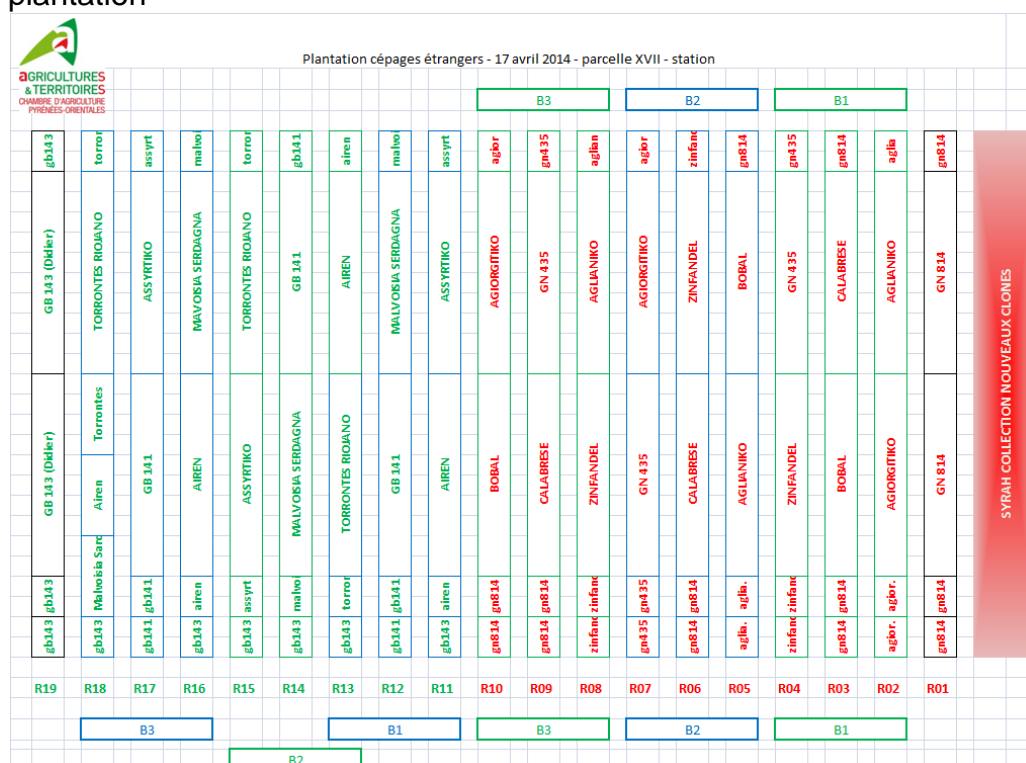 plantation
aGRICULTURES
& TERRITOIRES
CHAMBRE D'AGRICULTURE
PYRÉNÉES-ORIENTALES
Plantation cépages étrangers - 17 avril 2014 - parcelle XVII - station
B3 B2 B1
gb143 torror assyrt malvoi torror gb141 airen malvoi assyrt agior gn435 aglian agior zinfand gn814 gn435 gn814 aglia gn814
GB 143 (Didier) TORRONTES RIOJANO ASSYRTIKO MAVOISIA SERDAGNA TORRONTES RIOJANO GB 141 AIREN MALVOISIA SERDAGNA ASSYRTIKO AGIORGITIKO GN 435 AGLIANIKO AGIORGITIKO ZINFANDEL BOBAL GN 435 CALABRESE AGLIANIKO GN 814
GB 143 (Didier) Torrontes GB 141 AIREN ASSYRTIKO MALVOISIA SERDAGNA TORRONTES RIOJANO GB 141 AIREN BOBAL CALABRESE ZINFANDEL GN 435 CALABRESE AGLIANIKO ZINFANDEL BOBAL AGIORGITIKO GN 814
Airen
gb143 Malvoisia Sard gb141 airen assyrt malvoi torror gb141 airen gn814 gn814 zinfand gn435 gn814 aglia. zinfand gn814 agior. gn814
gb143 gb143 gb141 gb143 gb143 gb143 gb143 gb141 gb143 gn814 gn814 zinfand gn435 gn814 aglia. zinfand gn814 agior. gn814
SYRAH COLLECTION NOUVEAUX CLONES
R19 R18 R17 R16 R15 R14 R13 R12 R11 R10 R09 R08 R07 R06 R05 R04 R03 R02 R01
B3 B1 B3 B2 B1
B2